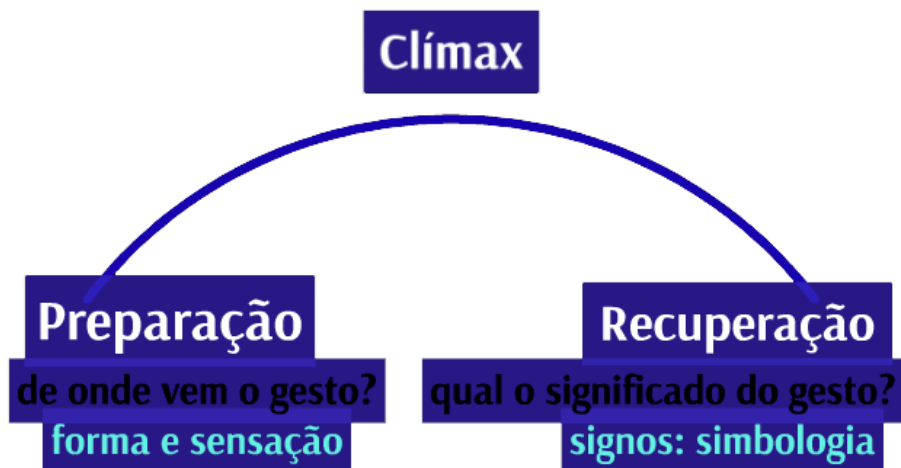 Clímax
Preparação
de onde vem o gesto?
forma e sensação
Recuperação
qual o significado do gesto?
signos: simbologia